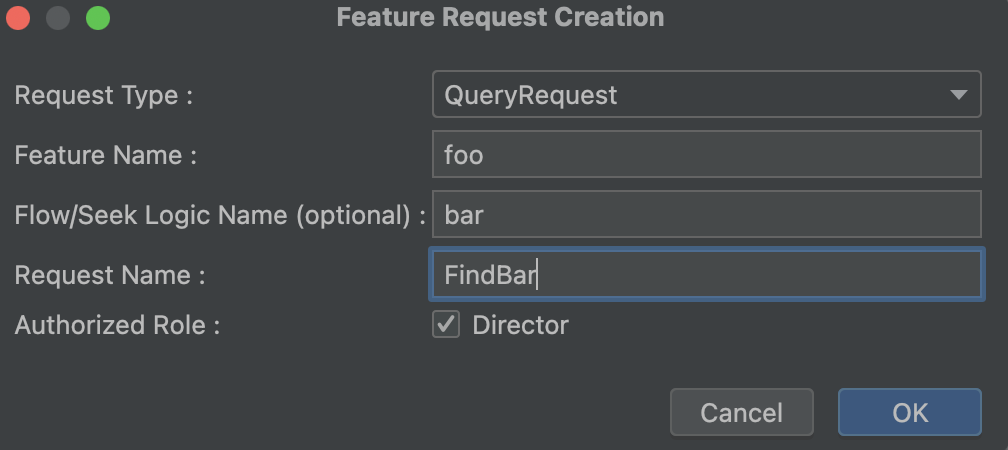 Feature Request Creation
Request Type : QueryRequest
Feature Name : foo
Flow/Seek Logic Name (optional) : bar
Request Name : FindBar
Authorized Role : Director
Cancel OK